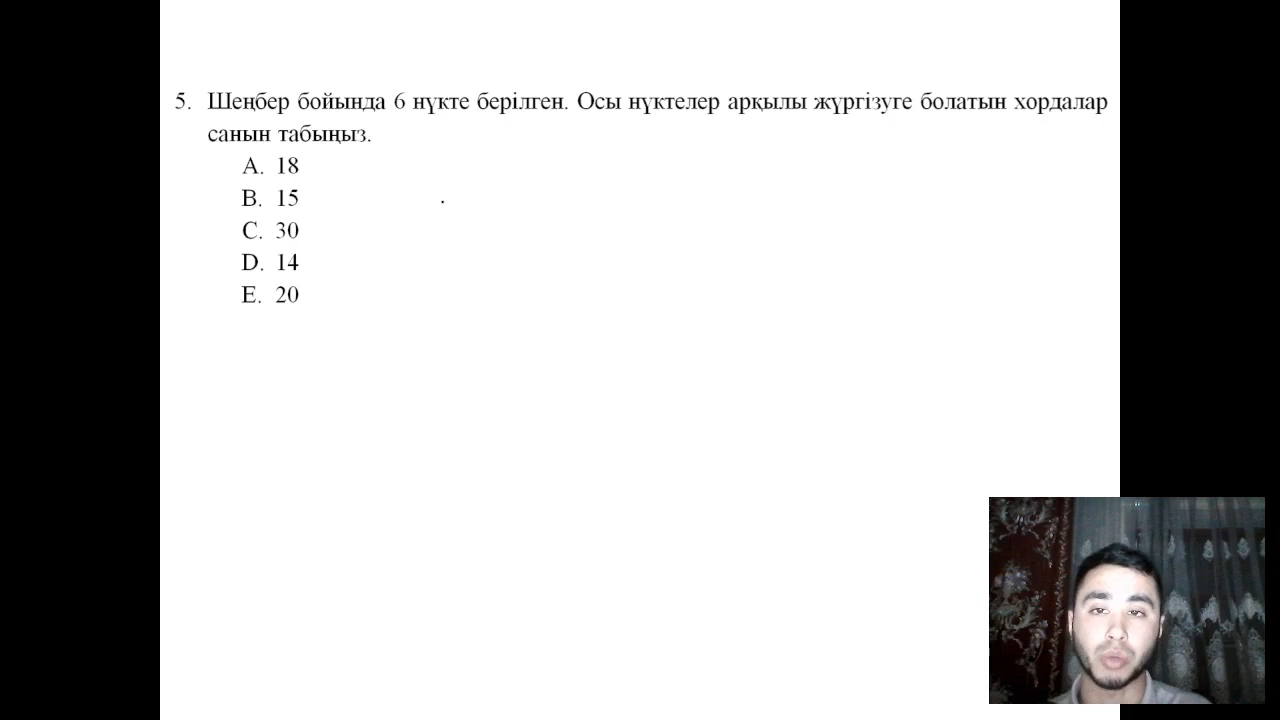 5. Шеңбер бойында 6 нүкте берілген. Осы нүктелер арқылы жүргізуге болатын хордалар
санын табыңыз.
A. 18
B. 15
C. 30
D. 14
E. 20